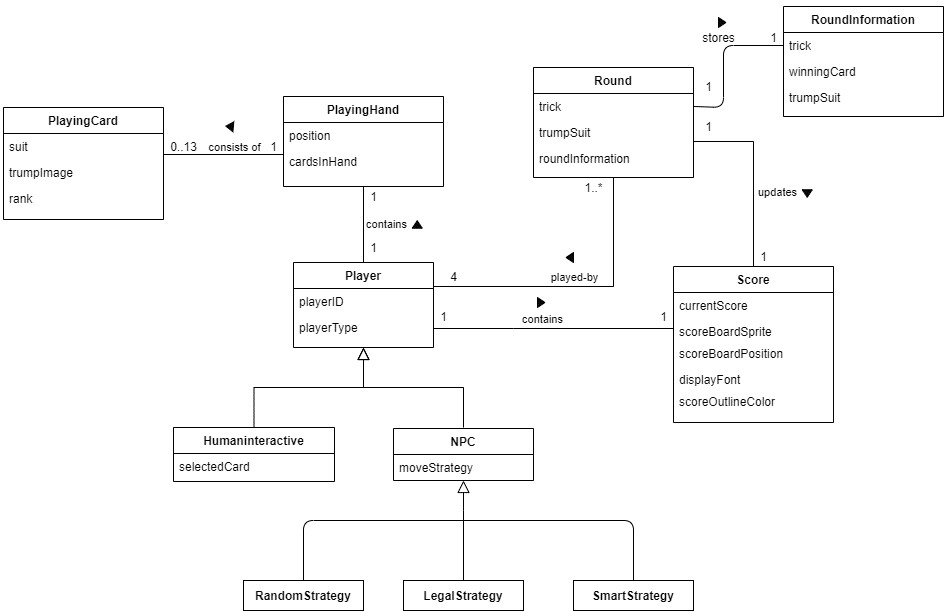 RoundInformation
trick
winningCard
trumpSuit
stores
1
1
Round
trick
trumpSuit
roundInformation
1
1..*
updates
1
PlayingHand
position
cardsInHand
PlayingCard
suit
trumpImage
rank
0..13
consists of
1
1
contains
1
Player
playerID
playerType
4
played-by
1
contains
1
Score
currentScore
scoreBoardSprite
scoreBoardPosition
displayFont
scoreOutlineColor
Humaninteractive
selectedCard
NPC
moveStrategy
RandomStrategy
LegalStrategy
SmartStrategy